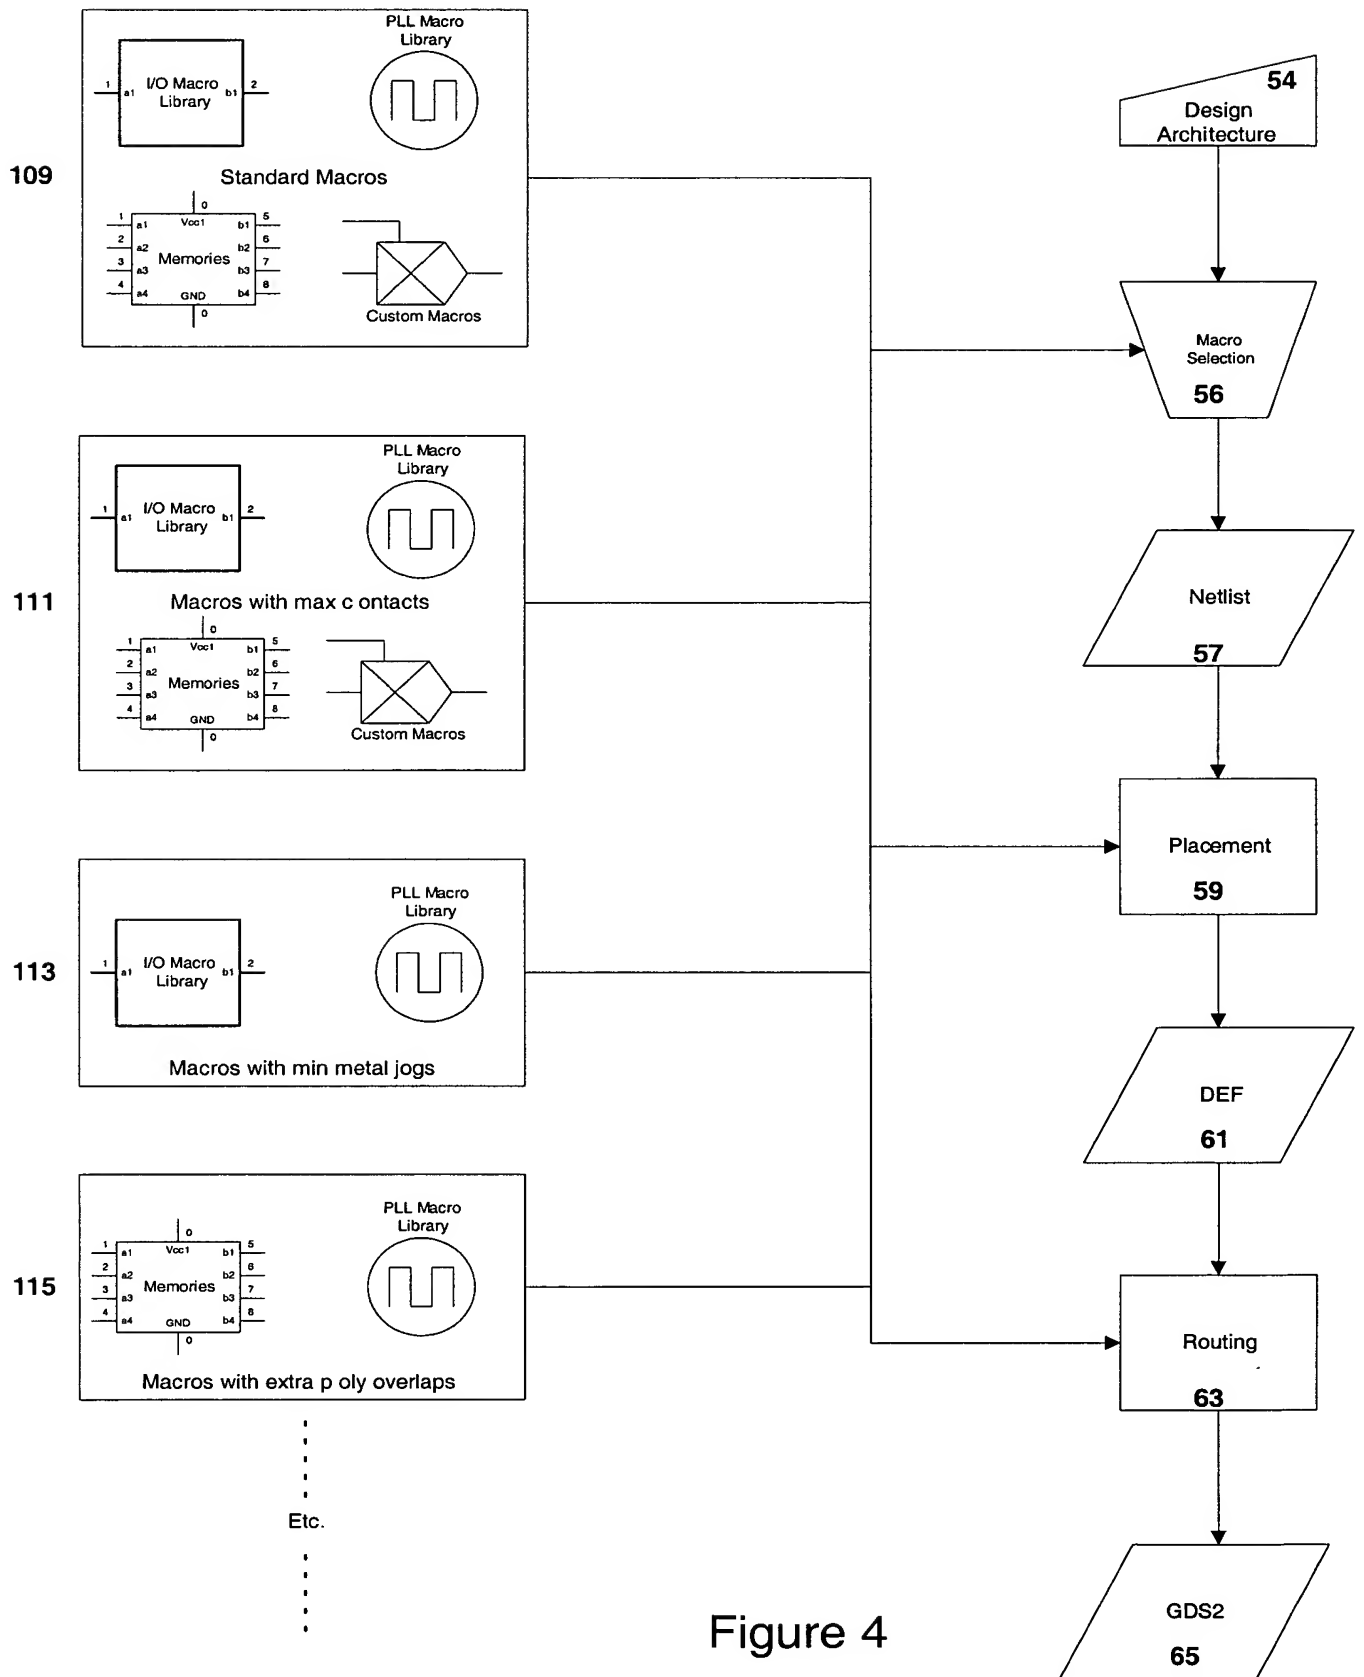 109
PLL Macro
Library
I/O Macro
Library
1
a1
b1
2
Standard Macros
0
Vcc1
1
a1
b1
5
2
a2
b2
6
3
a3
Memories
b3
7
4
a4
b4
8
GND
0
Custom Macros
111
PLL Macro
Library
I/O Macro
Library
1
a1
b1
2
Macros with max c ontacts
0
Vcc1
1
a1
b1
5
2
a2
b2
6
3
a3
Memories
b3
7
4
a4
b4
8
GND
0
Custom Macros
113
PLL Macro
Library
I/O Macro
Library
1
a1
b1
2
Macros with min metal jogs
115
PLL Macro
Library
0
Vcc1
1
a1
b1
5
2
a2
b2
6
3
a3
Memories
b3
7
4
a4
b4
8
GND
0
Macros with extra p oly overlaps
Etc.
54
Design
Architecture
Macro
Selection
56
Netlist
57
Placement
59
DEF
61
Routing
63
GDS2
65
Figure 4